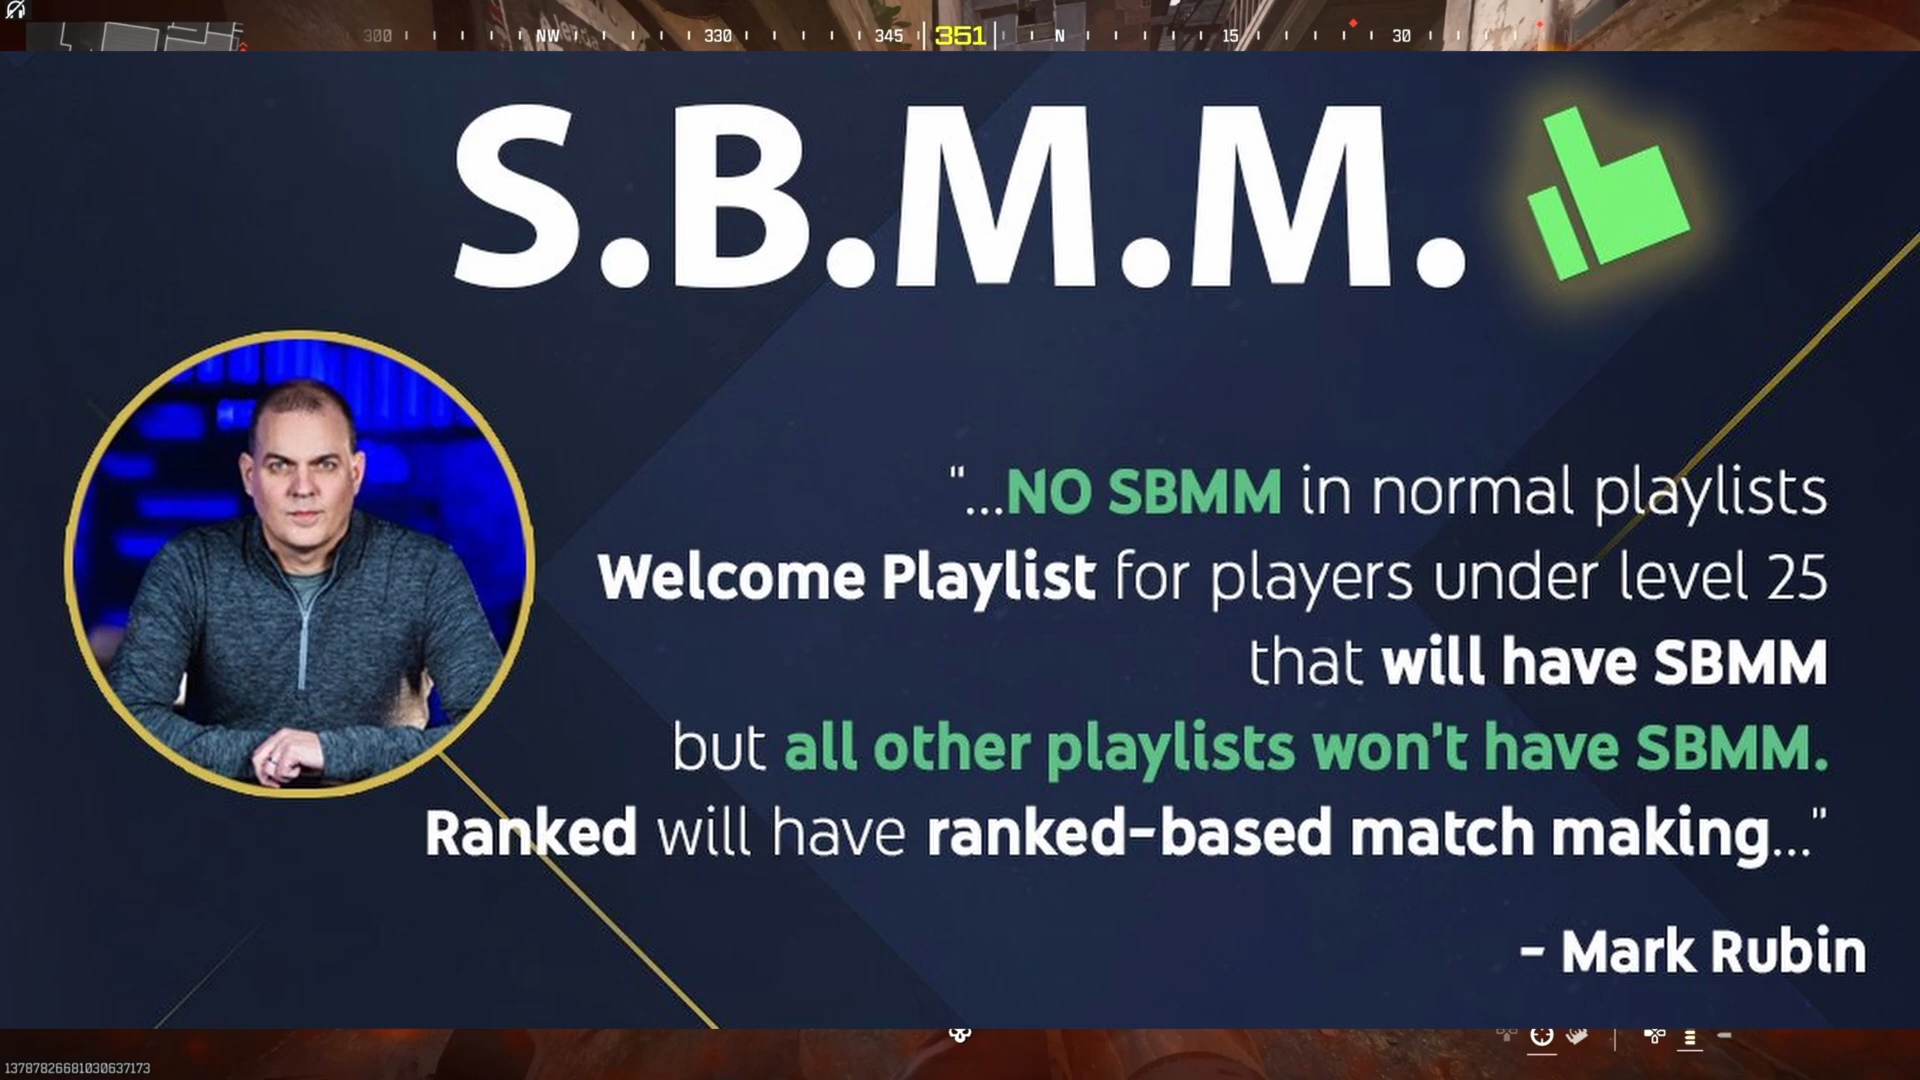 300 NW 330 345 351 N 15 30 NE
S.B.M.M.
"...NO SBMM in normal playlists
Welcome Playlist for players under level 25
that will have SBMM
but all other playlists won't have SBMM.
Ranked will have ranked-based match making..."
- Mark Rubin
13787826681030637173